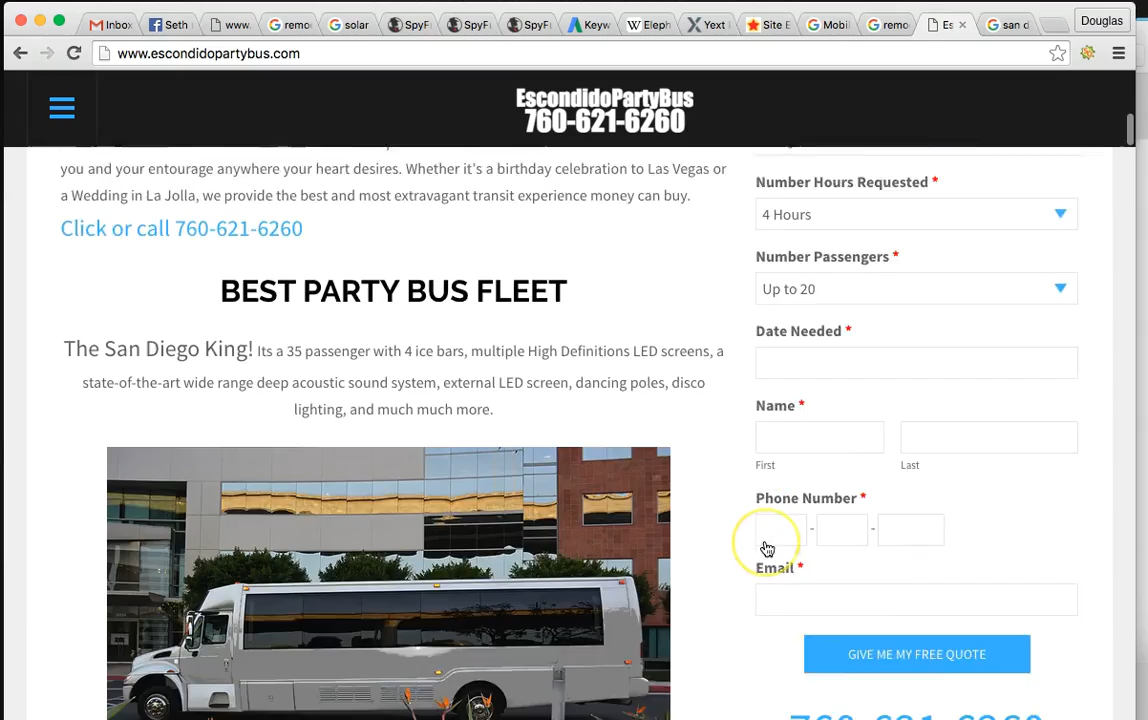 Inbox
Seth
www.
remo
solar
SpyF
SpyF
SpyF
Keyw
Eleph
Yext
Site E
Mobil
remo
Es
san d
Douglas
www.escondidopartybus.com
EscondidoPartyBus
760-621-6260
you and your entourage anywhere your heart desires. Whether it's a birthday celebration to Las Vegas or
a Wedding in La Jolla, we provide the best and most extravagant transit experience money can buy.
Click or call 760-621-6260
BEST PARTY BUS FLEET
The San Diego King! Its a 35 passenger with 4 ice bars, multiple High Definitions LED screens, a
state-of-the-art wide range deep acoustic sound system, external LED screen, dancing poles, disco
lighting, and much much more.
Number Hours Requested *
4 Hours
Number Passengers *
Up to 20
Date Needed *
Name *
First Last
Phone Number *
- -
Email *
GIVE ME MY FREE QUOTE
760-621-6260